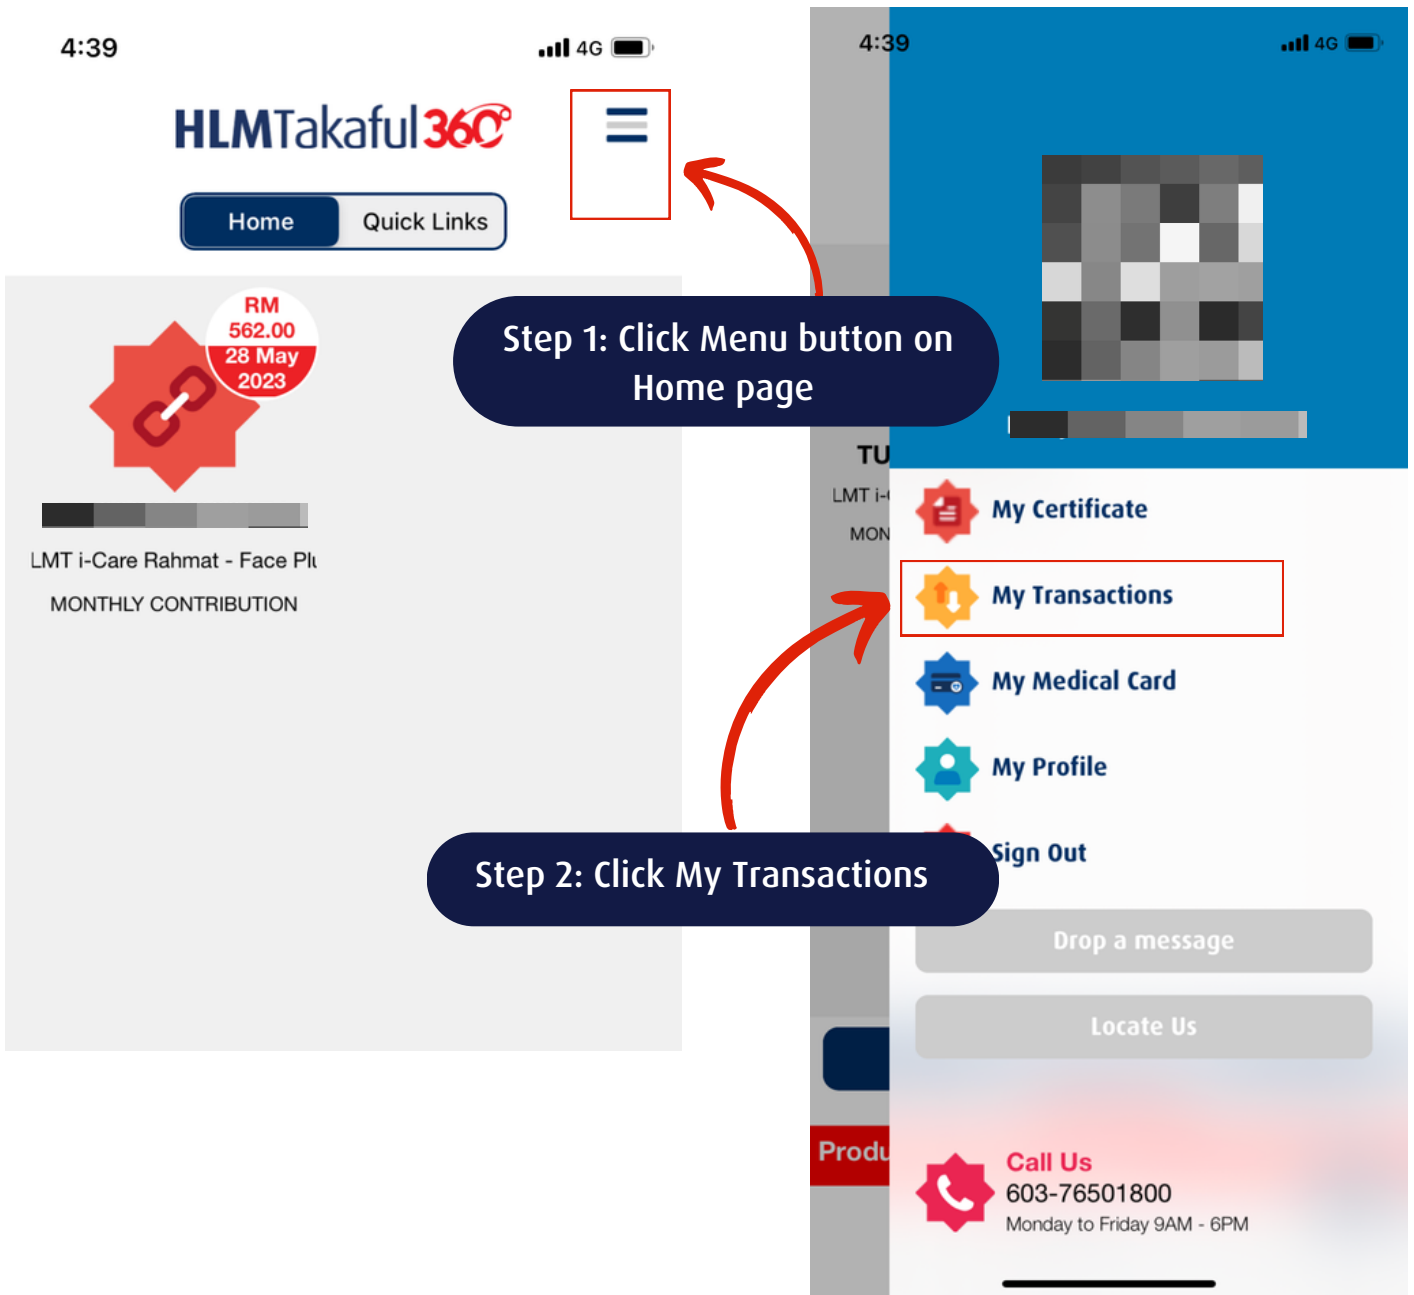 4:39
4G
HLMTakaful360°
Home
Quick Links
RM
562.00
28 May
2023
LMT i-Care Rahmat - Face Plu
MONTHLY CONTRIBUTION
Step 1: Click Menu button on
Home page
Step 2: Click My Transactions
4:39
4G
TU
LMT i-C
MON
My Certificate
My Transactions
My Medical Card
My Profile
Sign Out
Drop a message
Locate Us
Produ
Call Us
603-76501800
Monday to Friday 9AM - 6PM